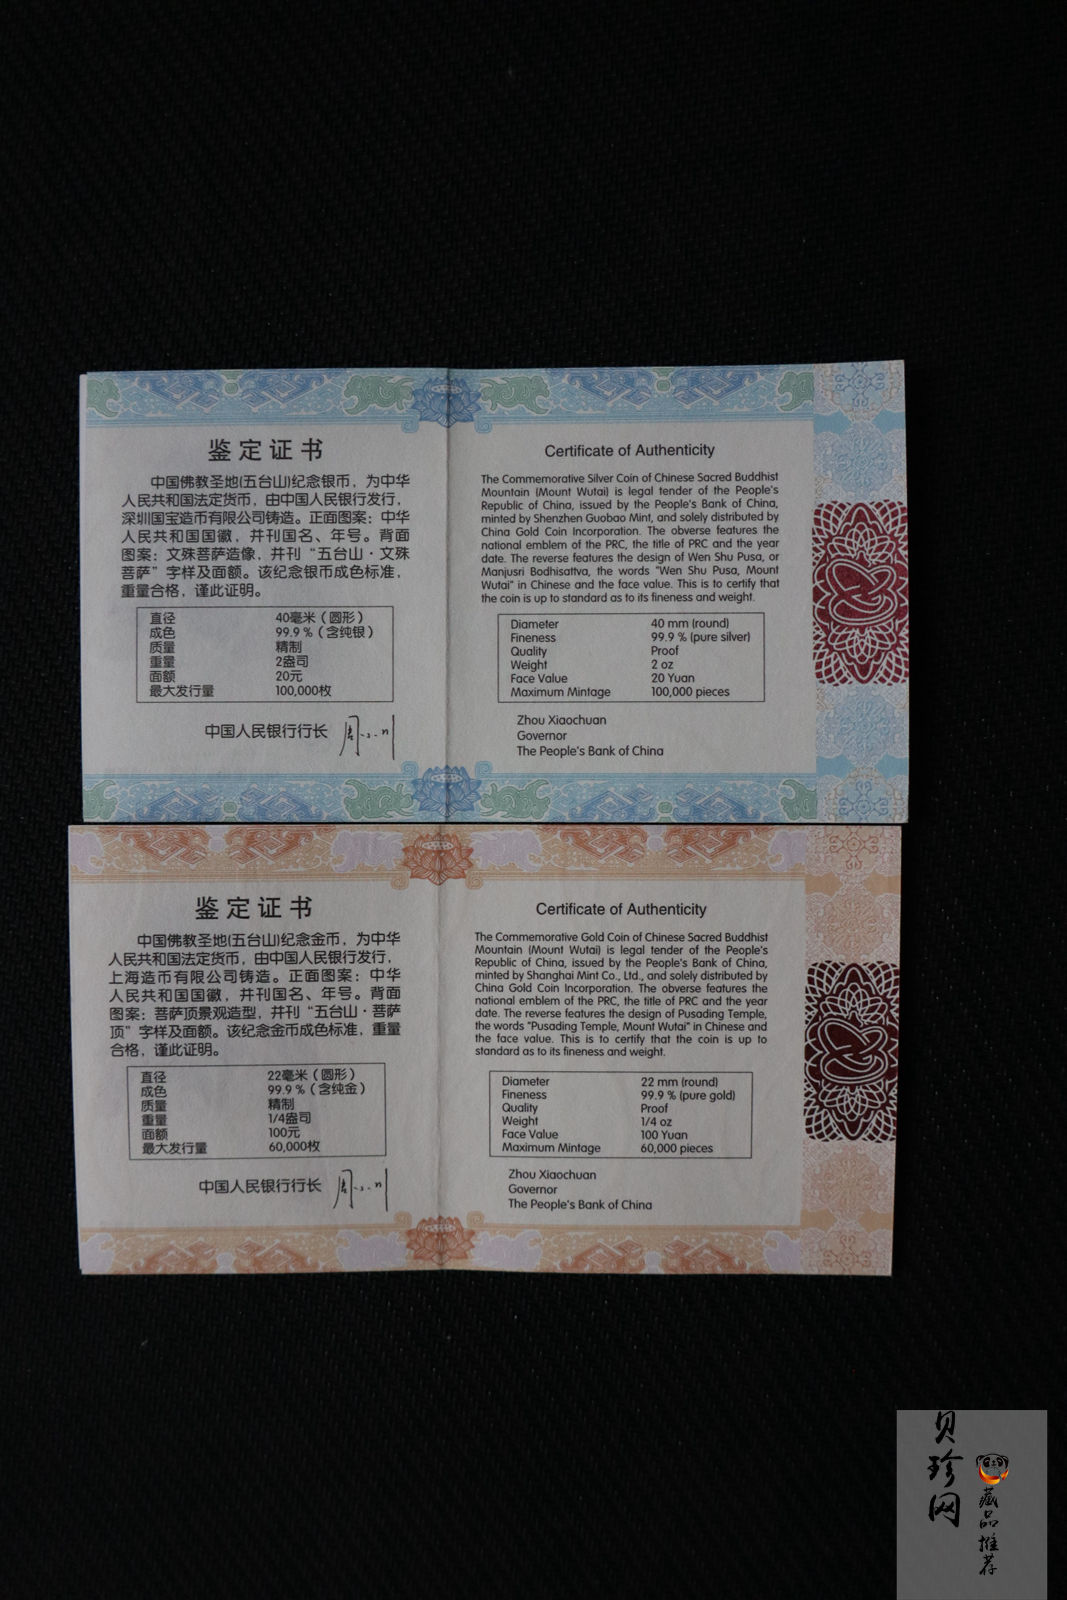 鉴定证书
中国佛教圣地(五台山)纪念银币，为中华
人民共和国法定货币，由中国人民银行发行，
深圳国宝造币有限公司铸造。正面图案：中华
人民共和国国徽，并刊国名、年号。背面
图案：文殊菩萨造像，并刊“五台山·文殊
菩萨”字样及面额。该纪念银币成色标准，
重量合格，谨此证明。
直径 40毫米（圆形）
成色 99.9％（含纯银）
质量 精制
重量 2盎司
面额 20元
最大发行量 100,000枚
中国人民银行行长
Certificate of Authenticity
The Commemorative Silver Coin of Chinese Sacred Buddhist
Mountain (Mount Wutai) is legal tender of the People's
Republic of China, issued by the People's Bank of China,
minted by Shenzhen Guobao Mint, and solely distributed by
China Gold Coin Incorporation. The obverse features the
national emblem of the PRC, the title of PRC and the year
date. The reverse features the design of Wen Shu Pusa, or
Manjusri Bodhisattva, the words "Wen Shu Pusa, Mount
Wutai" in Chinese and the face value. This is to certify that
the coin is up to standard as to its fineness and weight.
Diameter 40 mm (round)
Fineness 99.9 % (pure silver)
Quality Proof
Weight 2 oz
Face Value 20 Yuan
Maximum Mintage 100,000 pieces
Zhou Xiaochuan
Governor
The People's Bank of China
鉴定证书
中国佛教圣地(五台山)纪念金币，为中华
人民共和国法定货币，由中国人民银行发行，
上海造币有限公司铸造。正面图案：中华
人民共和国国徽，并刊国名、年号。背面
图案：菩萨顶景观造型，并刊“五台山·菩萨
顶”字样及面额。该纪念金币成色标准，重量
合格，谨此证明。
直径 22毫米（圆形）
成色 99.9％（含纯金）
质量 精制
重量 1/4盎司
面额 100元
最大发行量 60,000枚
中国人民银行行长
Certificate of Authenticity
The Commemorative Gold Coin of Chinese Sacred Buddhist
Mountain (Mount Wutai) is legal tender of the People's
Republic of China, issued by the People's Bank of China,
minted by Shanghai Mint Co., Ltd., and solely distributed by
China Gold Coin Incorporation. The obverse features the
national emblem of the PRC, the title of PRC and the year
date. The reverse features the design of Pusading Temple,
the words "Pusading Temple, Mount Wutai" in Chinese and
the face value. This is to certify that the coin is up to
standard as to its fineness and weight.
Diameter 22 mm (round)
Fineness 99.9 % (pure gold)
Quality Proof
Weight 1/4 oz
Face Value 100 Yuan
Maximum Mintage 60,000 pieces
Zhou Xiaochuan
Governor
The People's Bank of China
贝珍网
藏品推荐